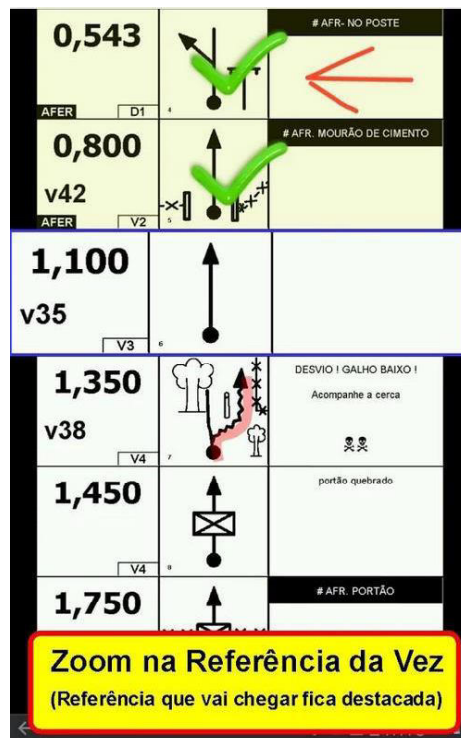 0,543
AFER
D1
4
# AFR- NO POSTE
0,800
v42
AFER
V2
5
# AFR. MOURÃO DE CIMENTO
1,100
v35
V3
6
1,350
v38
V4
7
DESVIO ! GALHO BAIXO !
Acompanhe a cerca
1,450
V4
8
portão quebrado
1,750
# AFR. PORTÃO
Zoom na Referência da Vez
(Referência que vai chegar fica destacada)